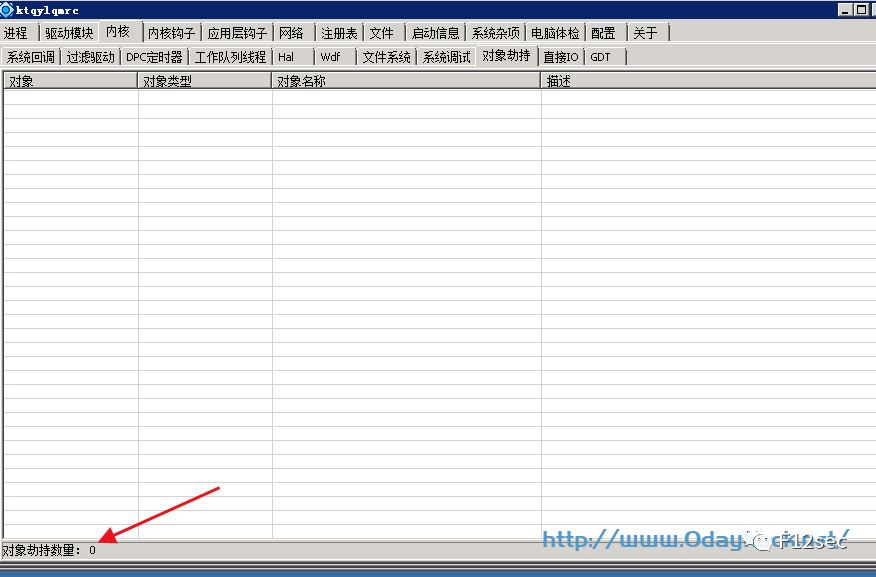 ktqylqmrc
进程 驱动模块 内核 内核钩子 应用层钩子 网络 注册表 文件 启动信息 系统杂项 电脑体检 配置 关于
系统回调 过滤驱动 DPC定时器 工作队列线程 Hal Wdf 文件系统 系统调试 对象劫持 直接IO GDT
对象 对象类型 对象名称 描述
http://www.0day
F12sec
对象劫持数量: 0